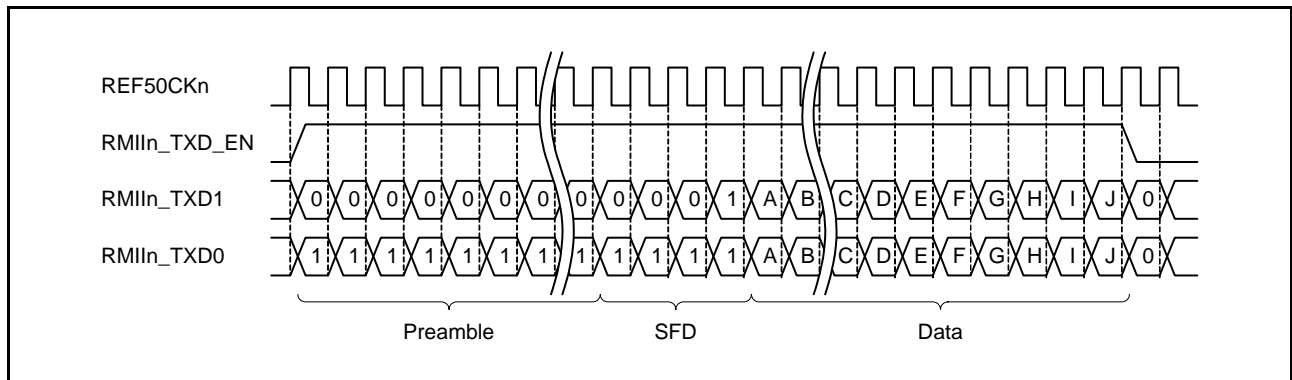 REF50CKn
RMIIn_TXD_EN
RMIIn_TXD1 0 0 0 0 0 0 0 0 0 0 0 1 A B C D E F G H I J 0
RMIIn_TXD0 1 1 1 1 1 1 1 1 1 1 1 1 A B C D E F G H I J 0
Preamble SFD Data